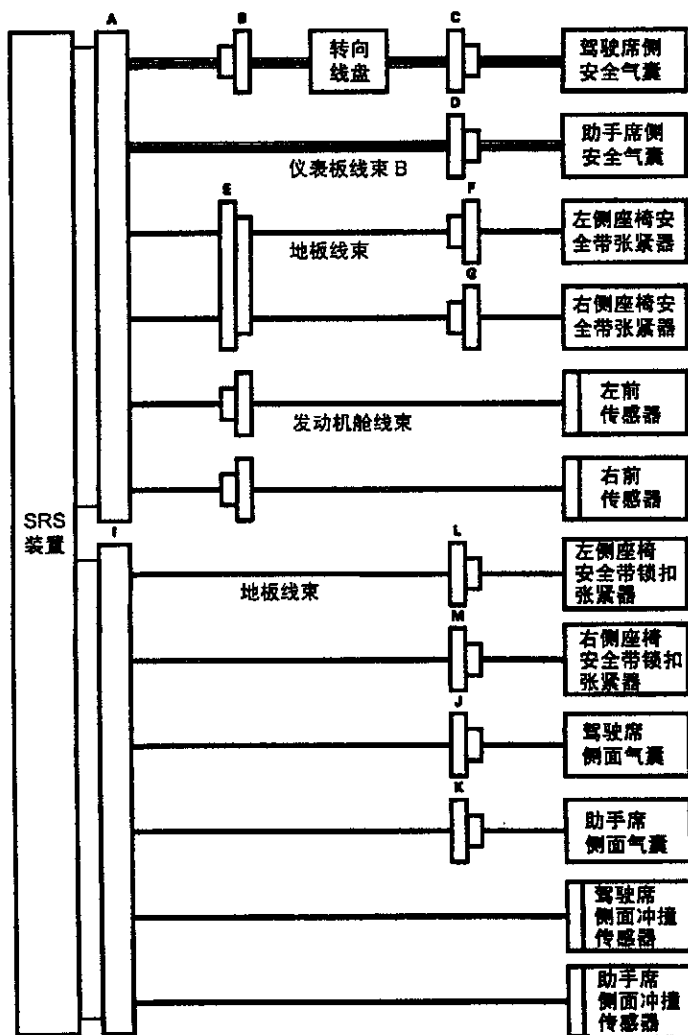 A
B
C
转向
线盘
驾驶席侧
安全气囊
D
助手席侧
安全气囊
仪表板线束 B
E
F
左侧座椅安
全带张紧器
地板线束
G
右侧座椅安
全带张紧器
左前
传感器
发动机舱线束
右前
传感器
SRS
装置
I
L
左侧座椅
安全带锁扣
张紧器
地板线束
M
右侧座椅
安全带锁扣
张紧器
J
驾驶席
侧面气囊
K
助手席
侧面气囊
驾驶席
侧面冲撞
传感器
助手席
侧面冲撞
传感器